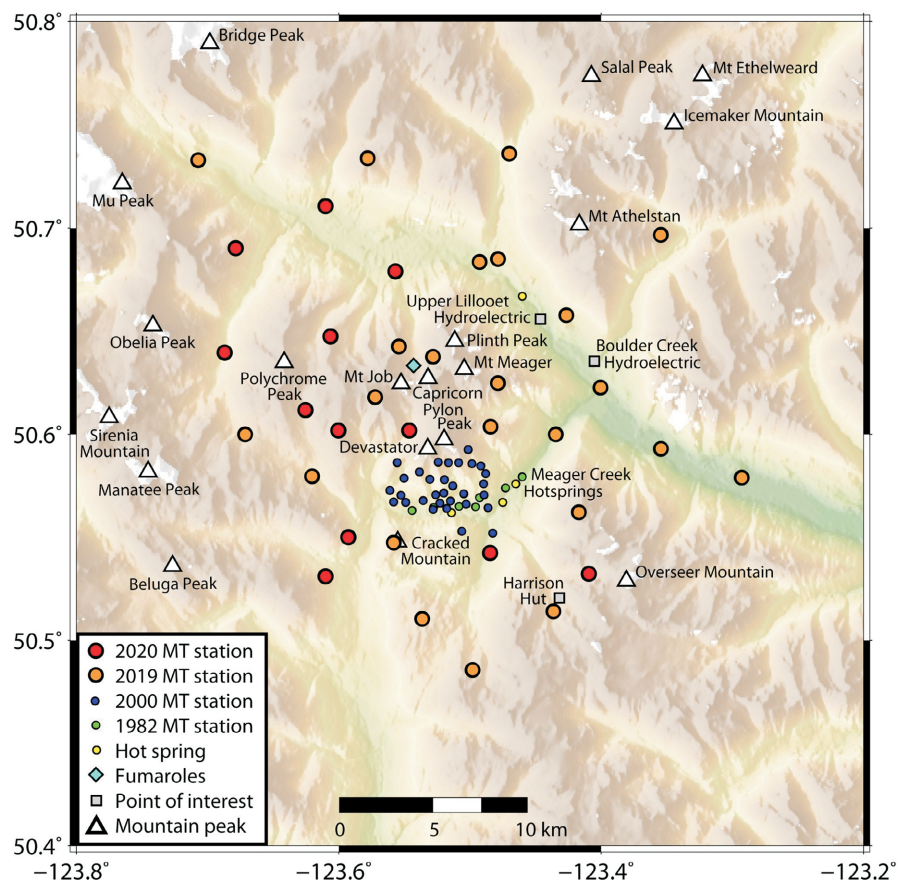 50.8°
Bridge Peak
Salal Peak
Mt Ethelweard
Icemaker Mountain
Mu Peak
Mt Athelstan
50.7°
Upper Lillooet
Hydroelectric
Obelia Peak
Plinth Peak
Boulder Creek
Hydroelectric
Polychrome
Peak
Mt Job
Mt Meager
Capricorn
Pylon
Peak
Sirenia
Mountain
50.6°
Devastator
Manatee Peak
Meager Creek
Hotsprings
Cracked
Mountain
Beluga Peak
Harrison
Hut
Overseer Mountain
50.5°
2020 MT station
2019 MT station
2000 MT station
1982 MT station
Hot spring
Fumaroles
Point of interest
Mountain peak
0 5 10 km
50.4°
−123.8° −123.6° −123.4° −123.2°